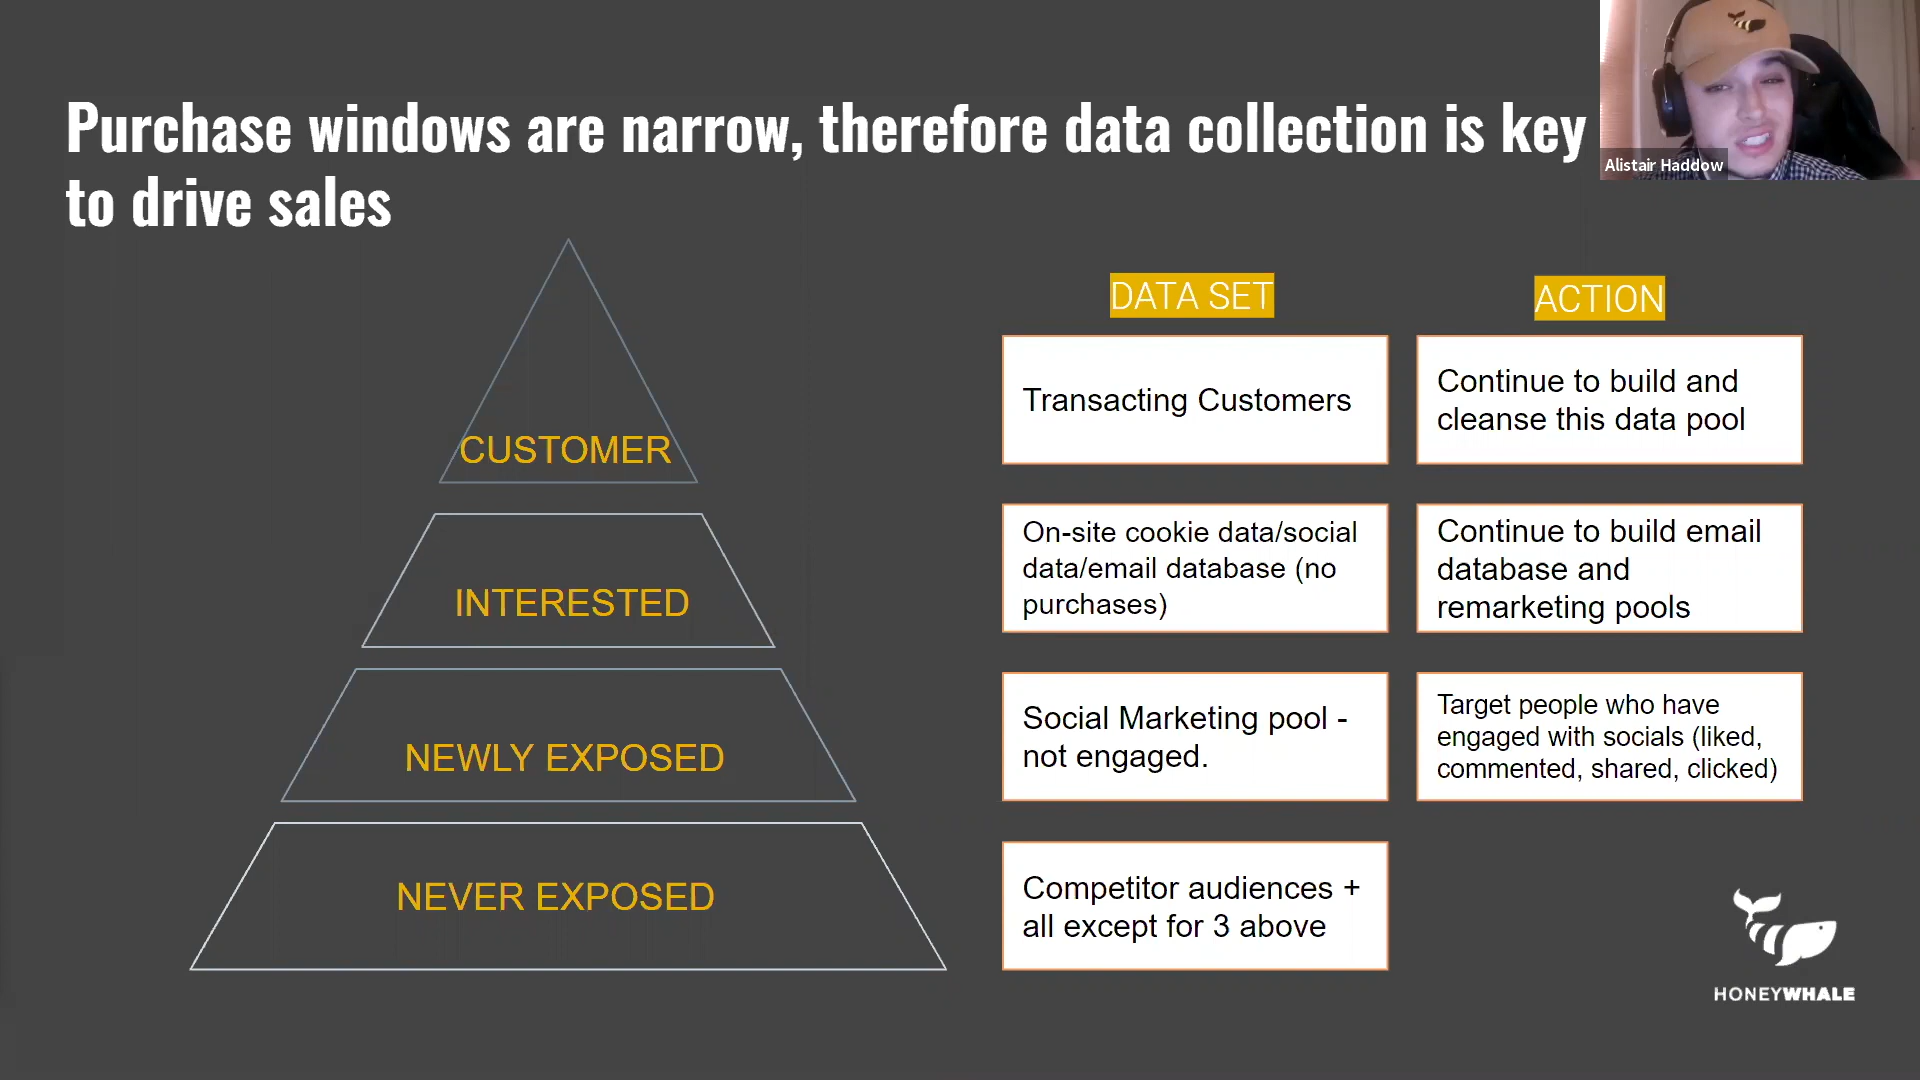 Purchase windows are narrow, therefore data collection is key
to drive sales
Alistair Haddow
DATA SET
ACTION
CUSTOMER
Transacting Customers
Continue to build and
cleanse this data pool
INTERESTED
On-site cookie data/social
data/email database (no
purchases)
Continue to build email
database and
remarketing pools
NEWLY EXPOSED
Social Marketing pool -
not engaged.
Target people who have
engaged with socials (liked,
commented, shared, clicked)
NEVER EXPOSED
Competitor audiences +
all except for 3 above
HONEYWHALE